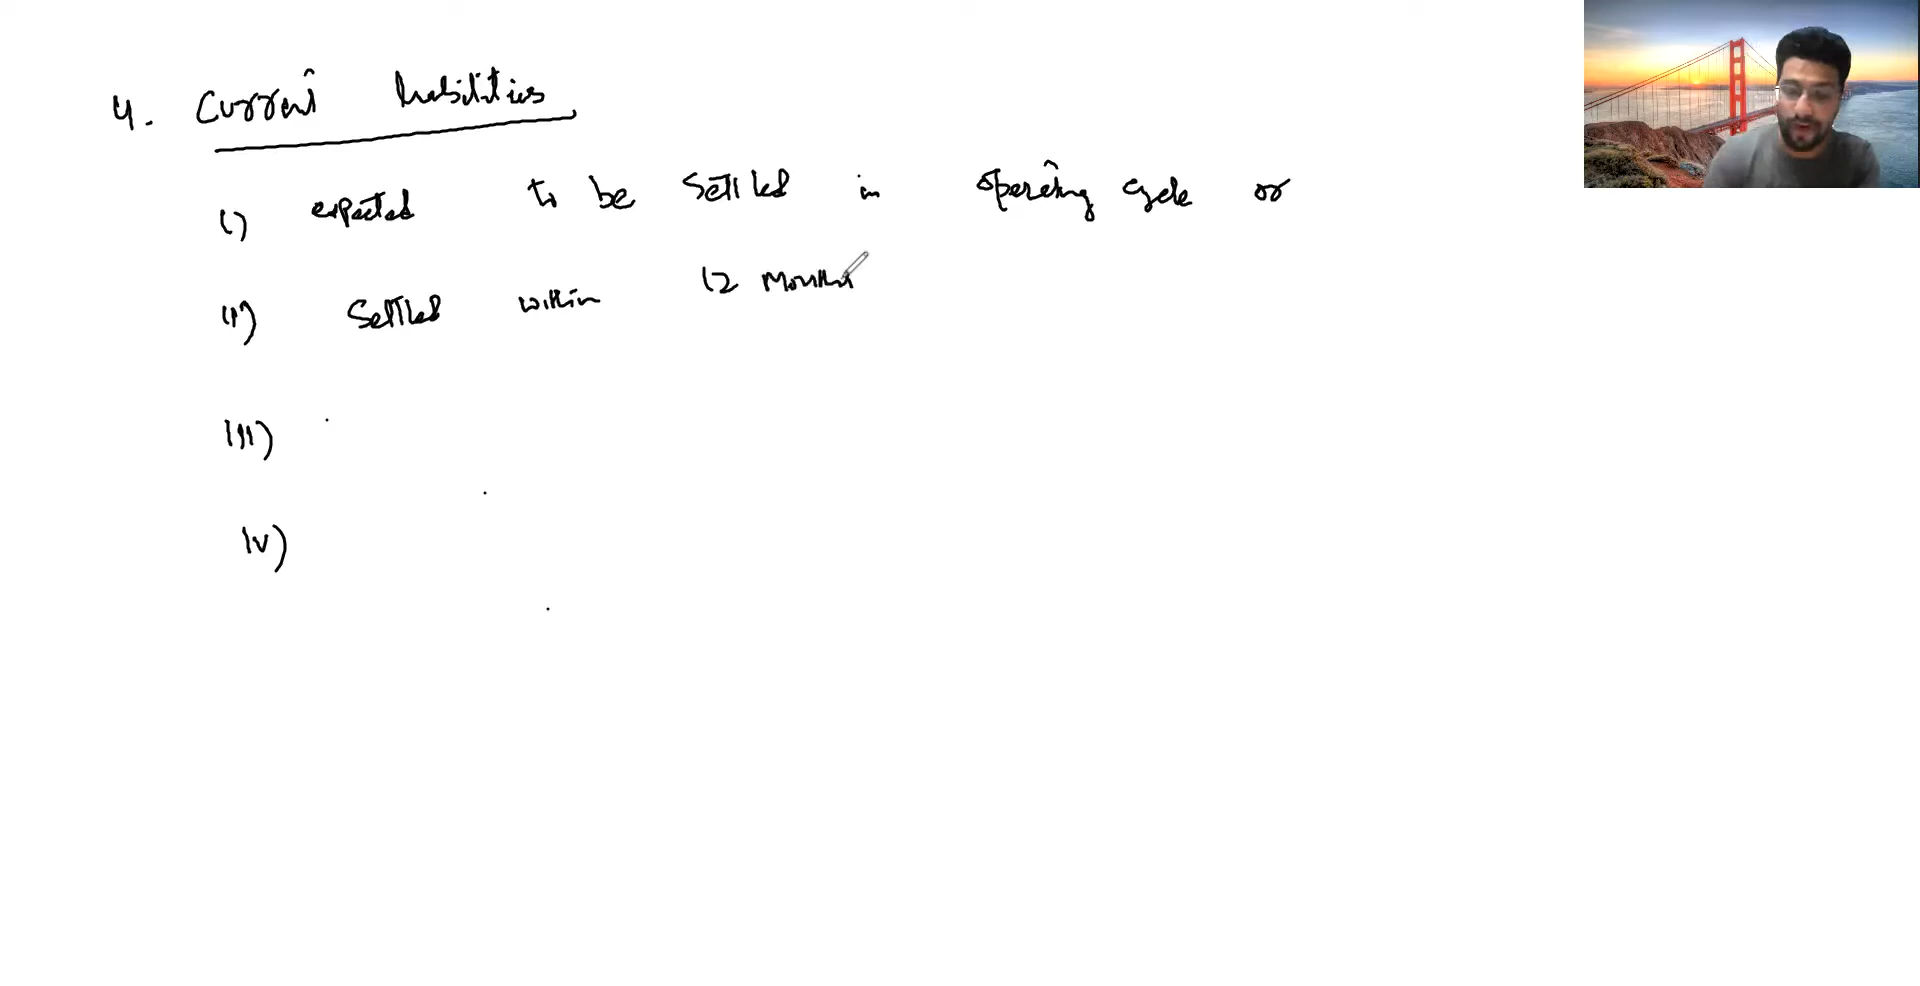 4. Current liabilities
i) expected to be settled in operating cycle or
ii) settled within 12 months
iii)
iv)